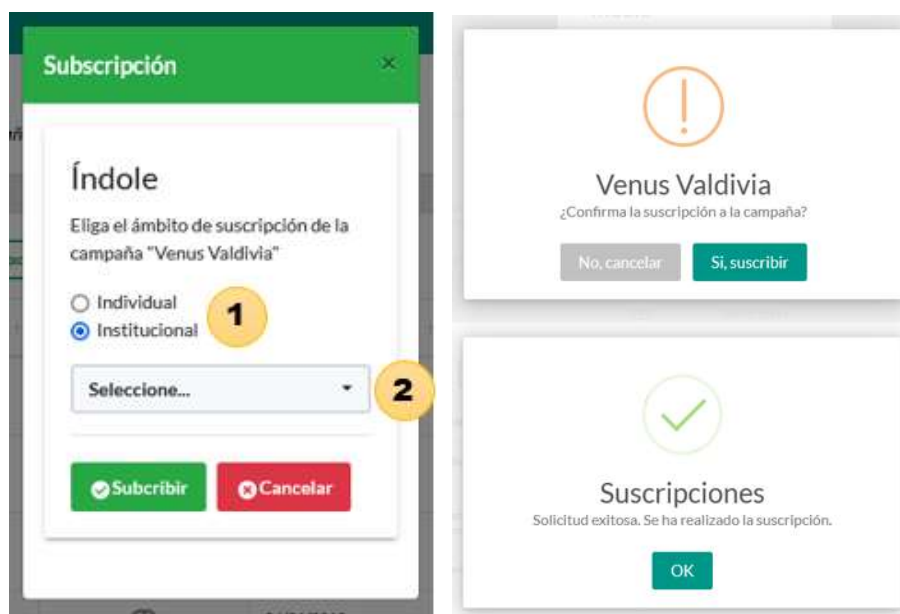 Subscripción
×
Índole
Eliga el ámbito de suscripción de la
campaña "Venus Valdivia"
Individual
Institucional
1
Seleccione...
2
Subcribir
Cancelar
Venus Valdivia
¿Confirma la suscripción a la campaña?
No, cancelar
Si, suscribir
Suscripciones
Solicitud exitosa. Se ha realizado la suscripción.
OK